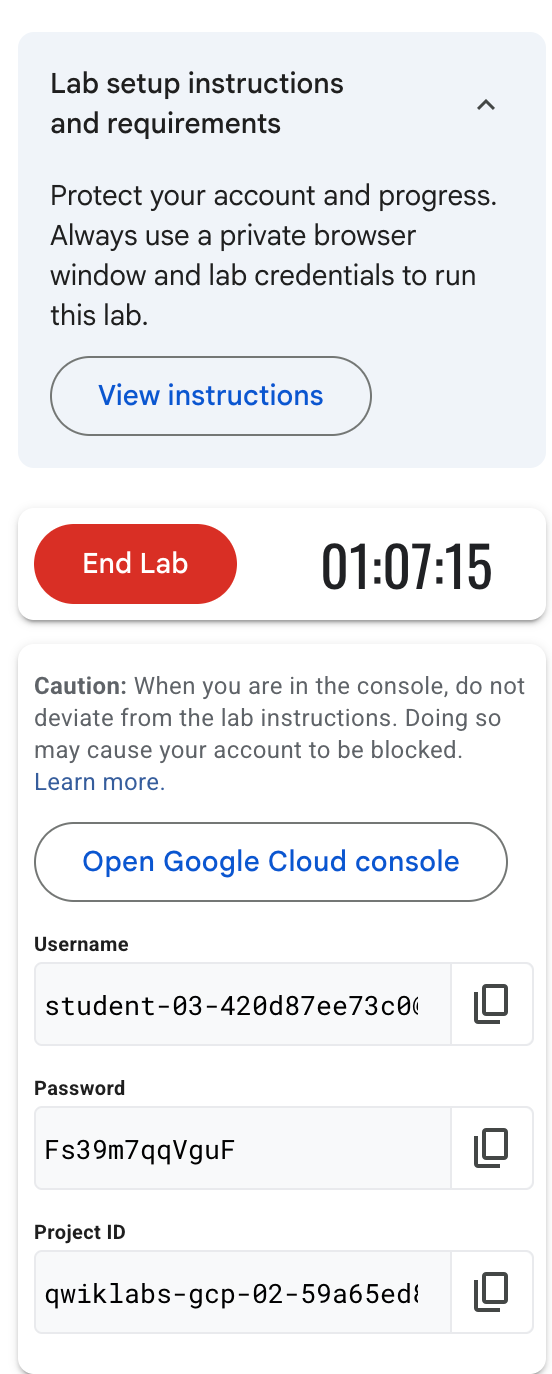 Lab setup instructions
and requirements
Protect your account and progress.
Always use a private browser
window and lab credentials to run
this lab.
View instructions
End Lab
01:07:15
Caution: When you are in the console, do not
deviate from the lab instructions. Doing so
may cause your account to be blocked.
Learn more.
Open Google Cloud console
Username
student-03-420d87ee73c0@
Password
Fs39m7qqVguF
Project ID
qwiklabs-gcp-02-59a65ed8